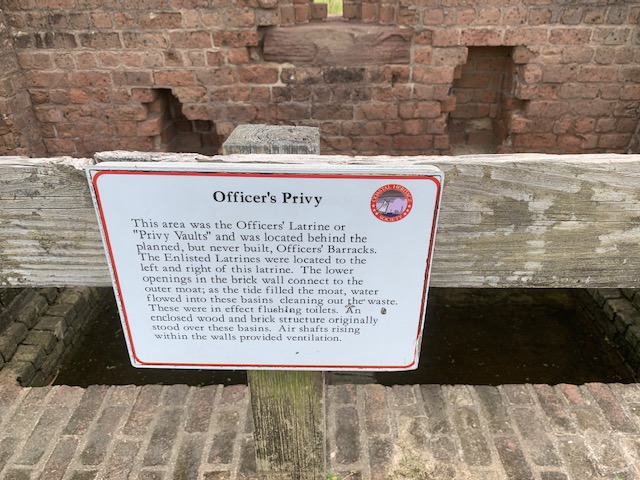 Officer's Privy
COASTAL HERITAGE
SOCIETY
This area was the Officers' Latrine or
"Privy Vaults" and was located behind the
planned, but never built, Officers' Barracks.
The Enlisted Latrines were located to the
left and right of this latrine. The lower
openings in the brick wall connect to the
outer moat; as the tide filled the moat, water
flowed into these basins cleaning out the waste.
These were in effect flushing toilets. An
enclosed wood and brick structure originally
stood over these basins. Air shafts rising
within the walls provided ventilation.